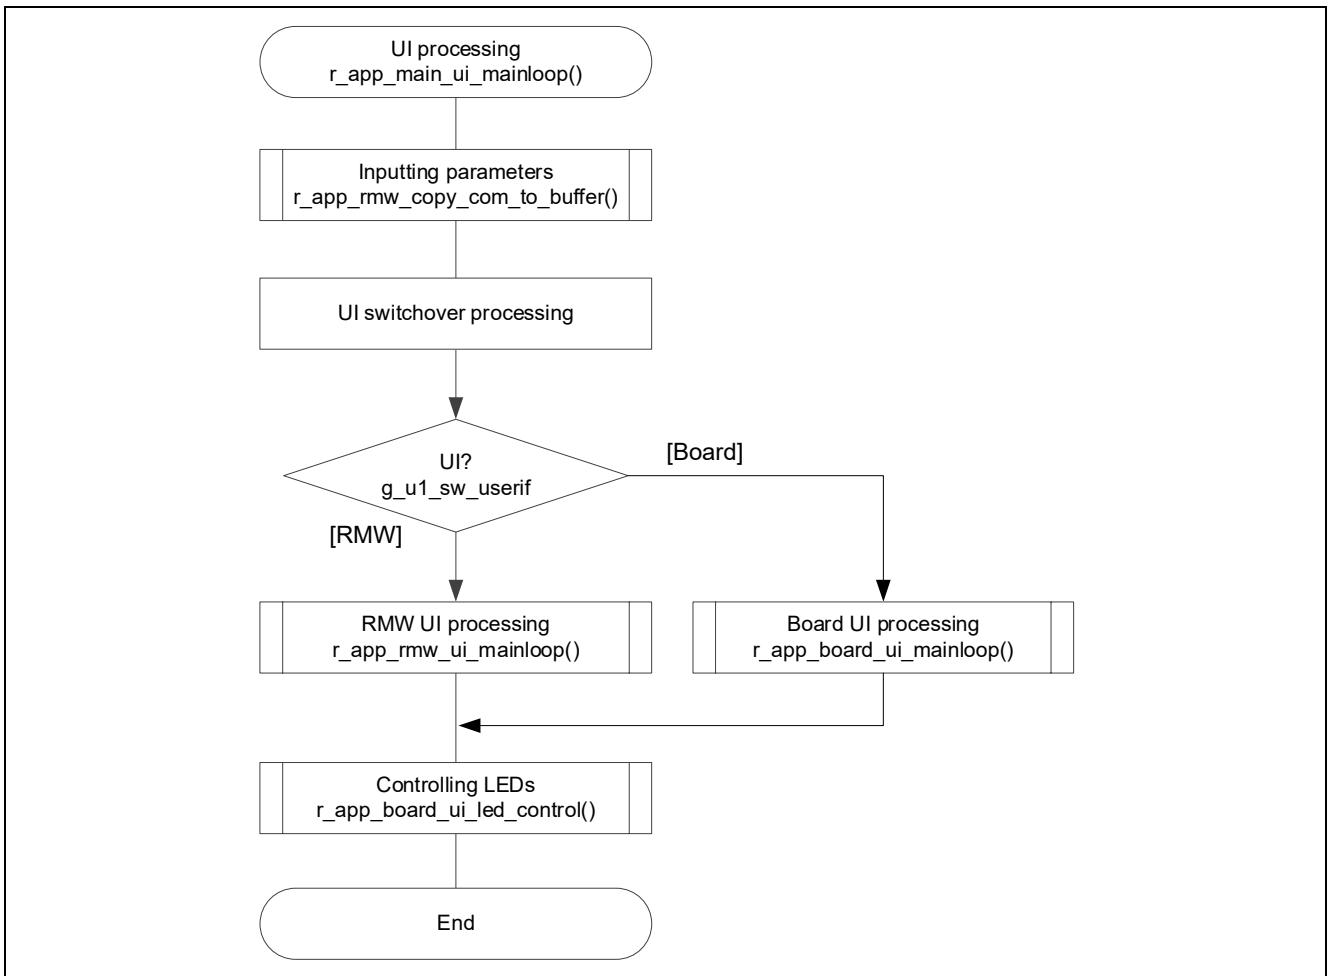 UI processing
r_app_main_ui_mainloop()
Inputting parameters
r_app_rmw_copy_com_to_buffer()
UI switchover processing
UI?
g_u1_sw_userif
[Board]
[RMW]
RMW UI processing
r_app_rmw_ui_mainloop()
Board UI processing
r_app_board_ui_mainloop()
Controlling LEDs
r_app_board_ui_led_control()
End